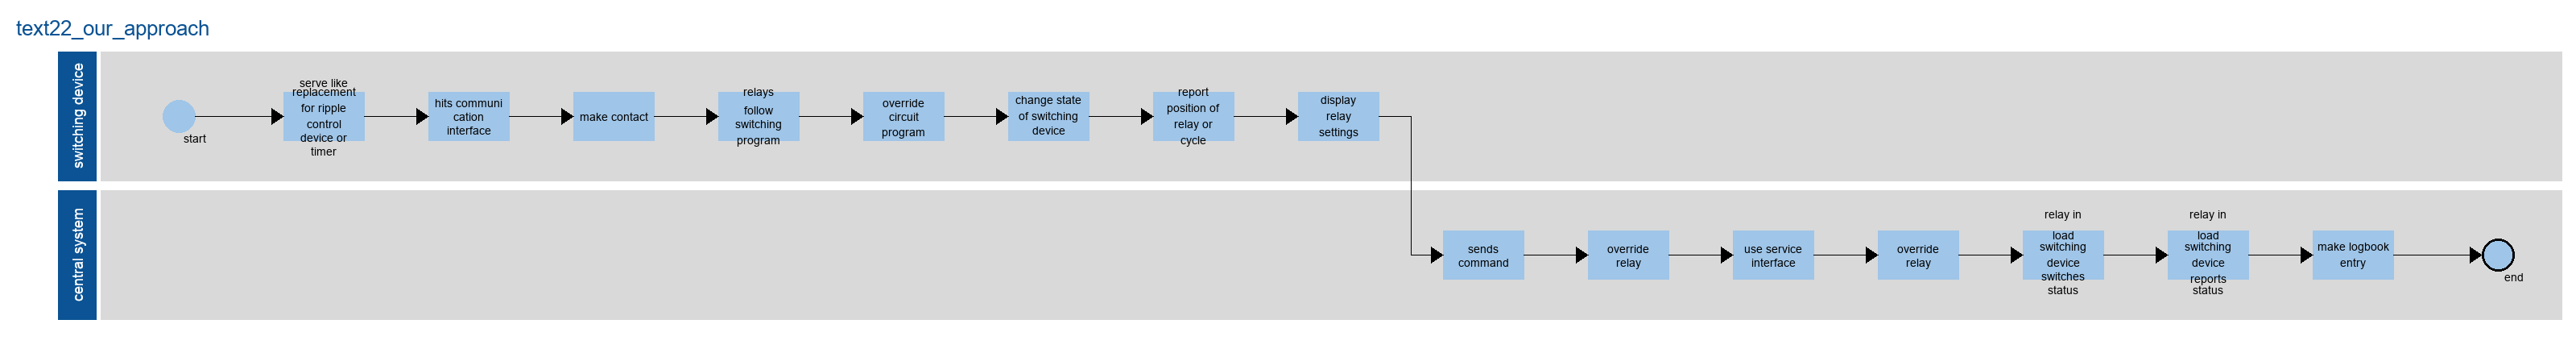 text22_our_approach
switching device
start
serve like
replacement
for ripple
control
device or
timer
hits communi
cation
interface
make contact
relays
follow
switching
program
override
circuit
program
change state
of switching
device
report
position of
relay or
cycle
display
relay
settings
central system
sends
command
override
relay
use service
interface
override
relay
relay in
load
switching
device
switches
status
relay in
load
switching
device
reports
status
make logbook
entry
end